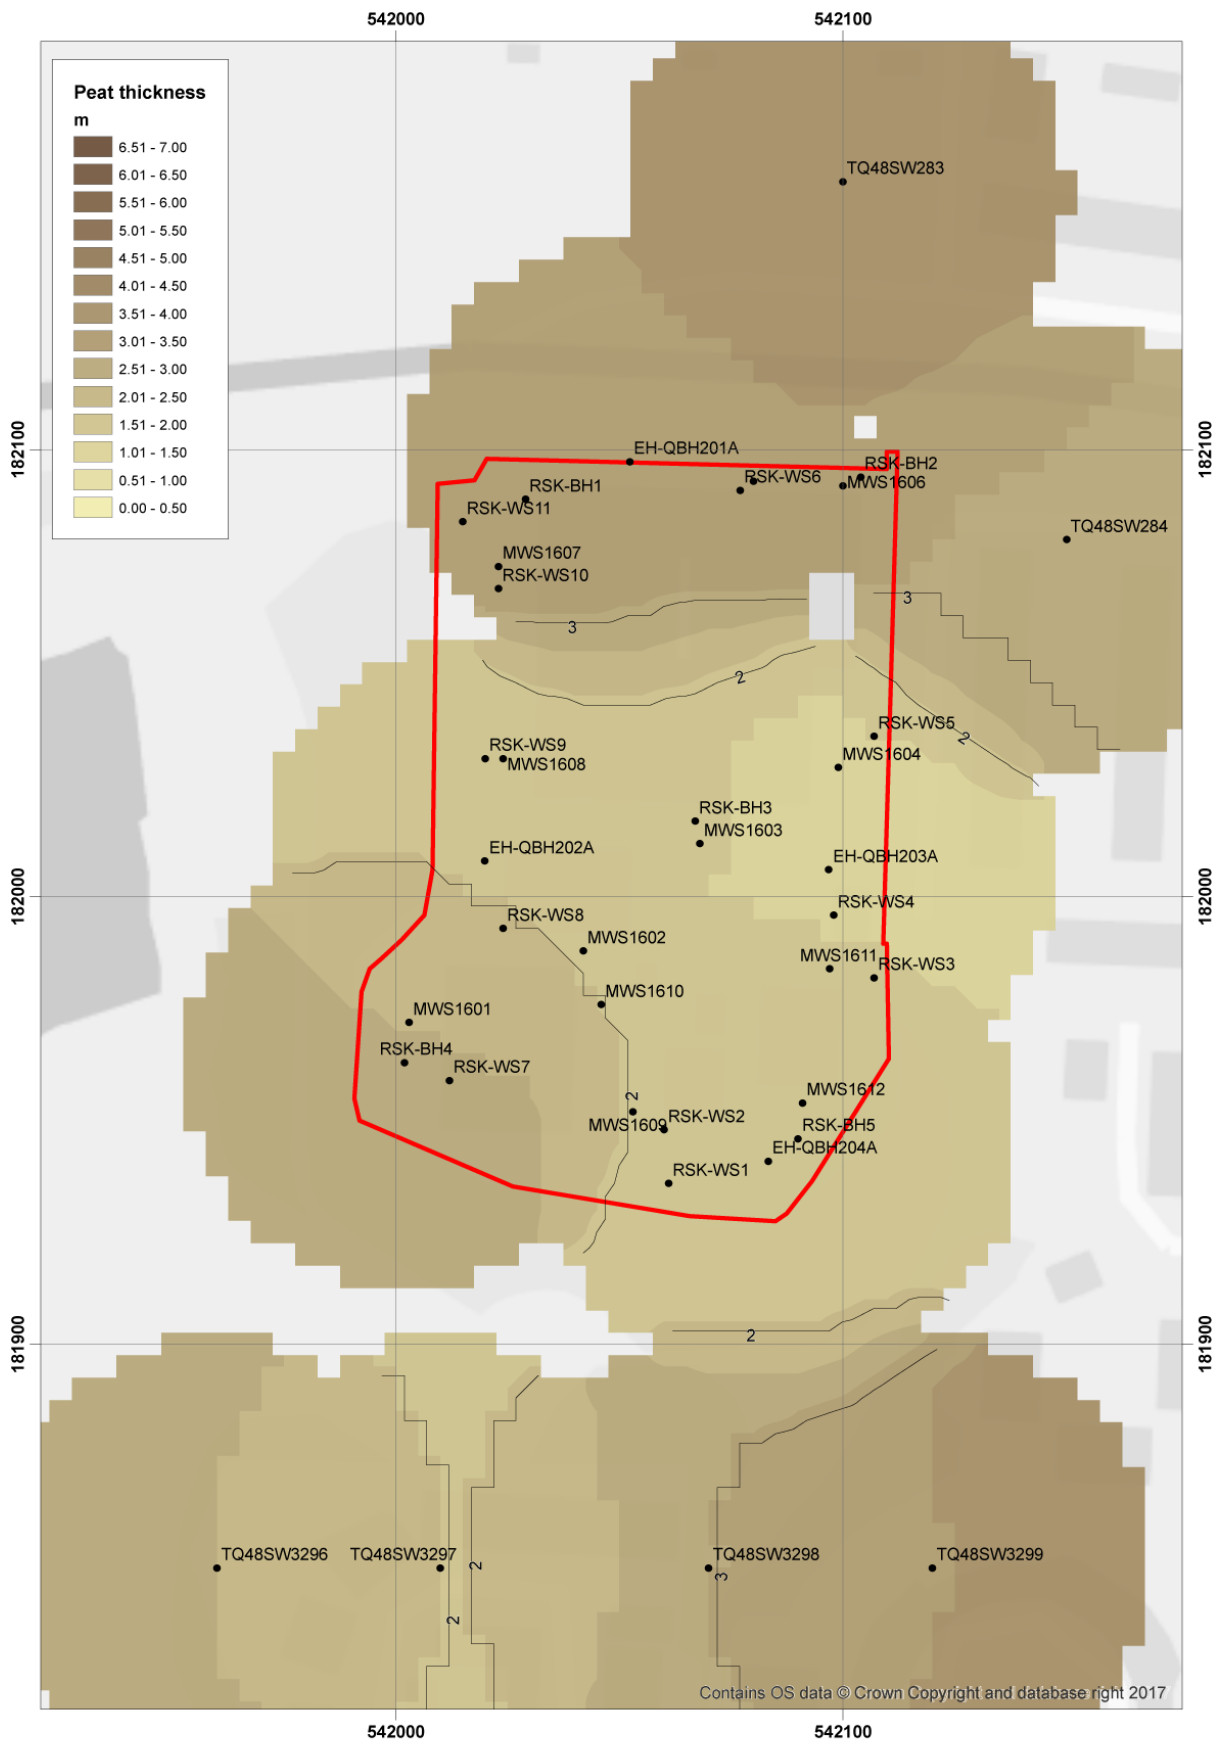 542000
542100
Peat thickness
m
6.51 - 7.00
6.01 - 6.50
5.51 - 6.00
5.01 - 5.50
4.51 - 5.00
4.01 - 4.50
3.51 - 4.00
3.01 - 3.50
2.51 - 3.00
2.01 - 2.50
1.51 - 2.00
1.01 - 1.50
0.51 - 1.00
0.00 - 0.50
TQ48SW283
182100
182100
EH-QBH201A
RSK-BH2
RSK-WS6
MWS1606
RSK-BH1
RSK-WS11
TQ48SW284
MWS1607
RSK-WS10
3
3
2
RSK-WS5
2
RSK-WS9
MWS1608
MWS1604
RSK-BH3
MWS1603
EH-QBH202A
EH-QBH203A
182000
182000
RSK-WS8
RSK-WS4
MWS1602
MWS1611
RSK-WS3
MWS1610
MWS1601
RSK-BH4
RSK-WS7
2
MWS1612
MWS1609
RSK-WS2
RSK-BH5
EH-QBH204A
RSK-WS1
2
181900
181900
TQ48SW3296
TQ48SW3297
2
TQ48SW3298
3
TQ48SW3299
2
Contains OS data © Crown Copyright and database right 2017
542000
542100